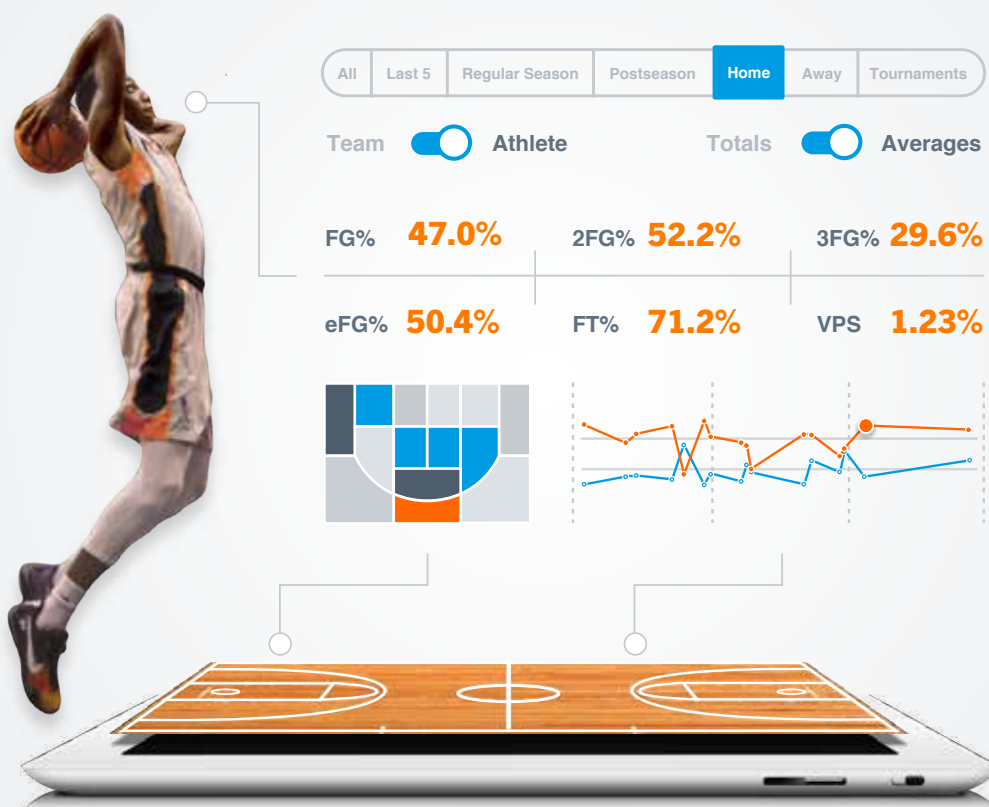 All Last 5 Regular Season Postseason Home Away Tournaments
Team Athlete Totals Averages
FG% 47.0% 2FG% 52.2% 3FG% 29.6%
eFG% 50.4% FT% 71.2% VPS 1.23%